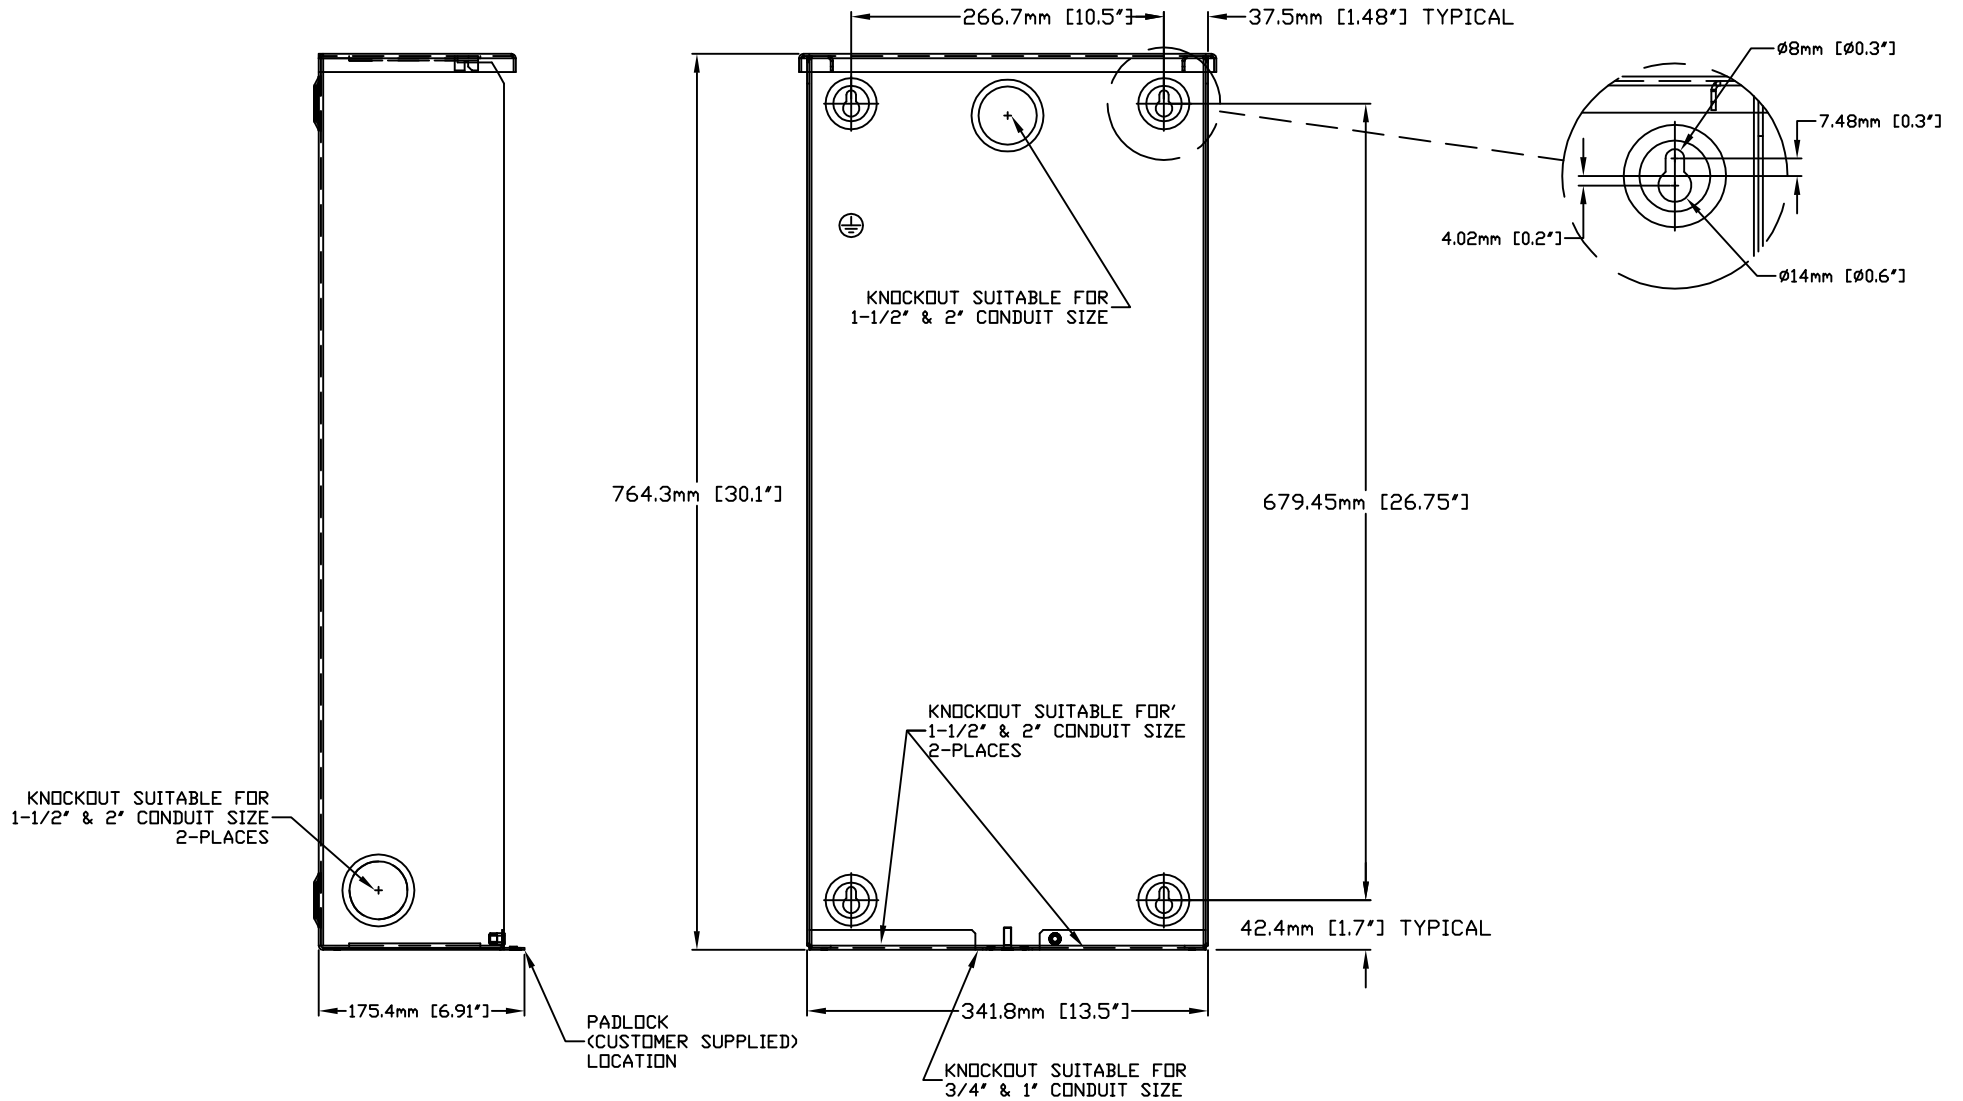 266.7mm [10.5″]
37.5mm [1.48″] TYPICAL
Ø8mm [Ø0.3″]
7.48mm [0.3″]
4.02mm [0.2″]
Ø14mm [Ø0.6″]
KNOCKOUT SUITABLE FOR
1-1/2″ & 2″ CONDUIT SIZE
764.3mm [30.1″]
679.45mm [26.75″]
KNOCKOUT SUITABLE FOR′
1-1/2″ & 2″ CONDUIT SIZE
2-PLACES
KNOCKOUT SUITABLE FOR
1-1/2″ & 2″ CONDUIT SIZE
2-PLACES
42.4mm [1.7″] TYPICAL
175.4mm [6.91″]
341.8mm [13.5″]
PADLOCK
(CUSTOMER SUPPLIED)
LOCATION
KNOCKOUT SUITABLE FOR
3/4″ & 1″ CONDUIT SIZE